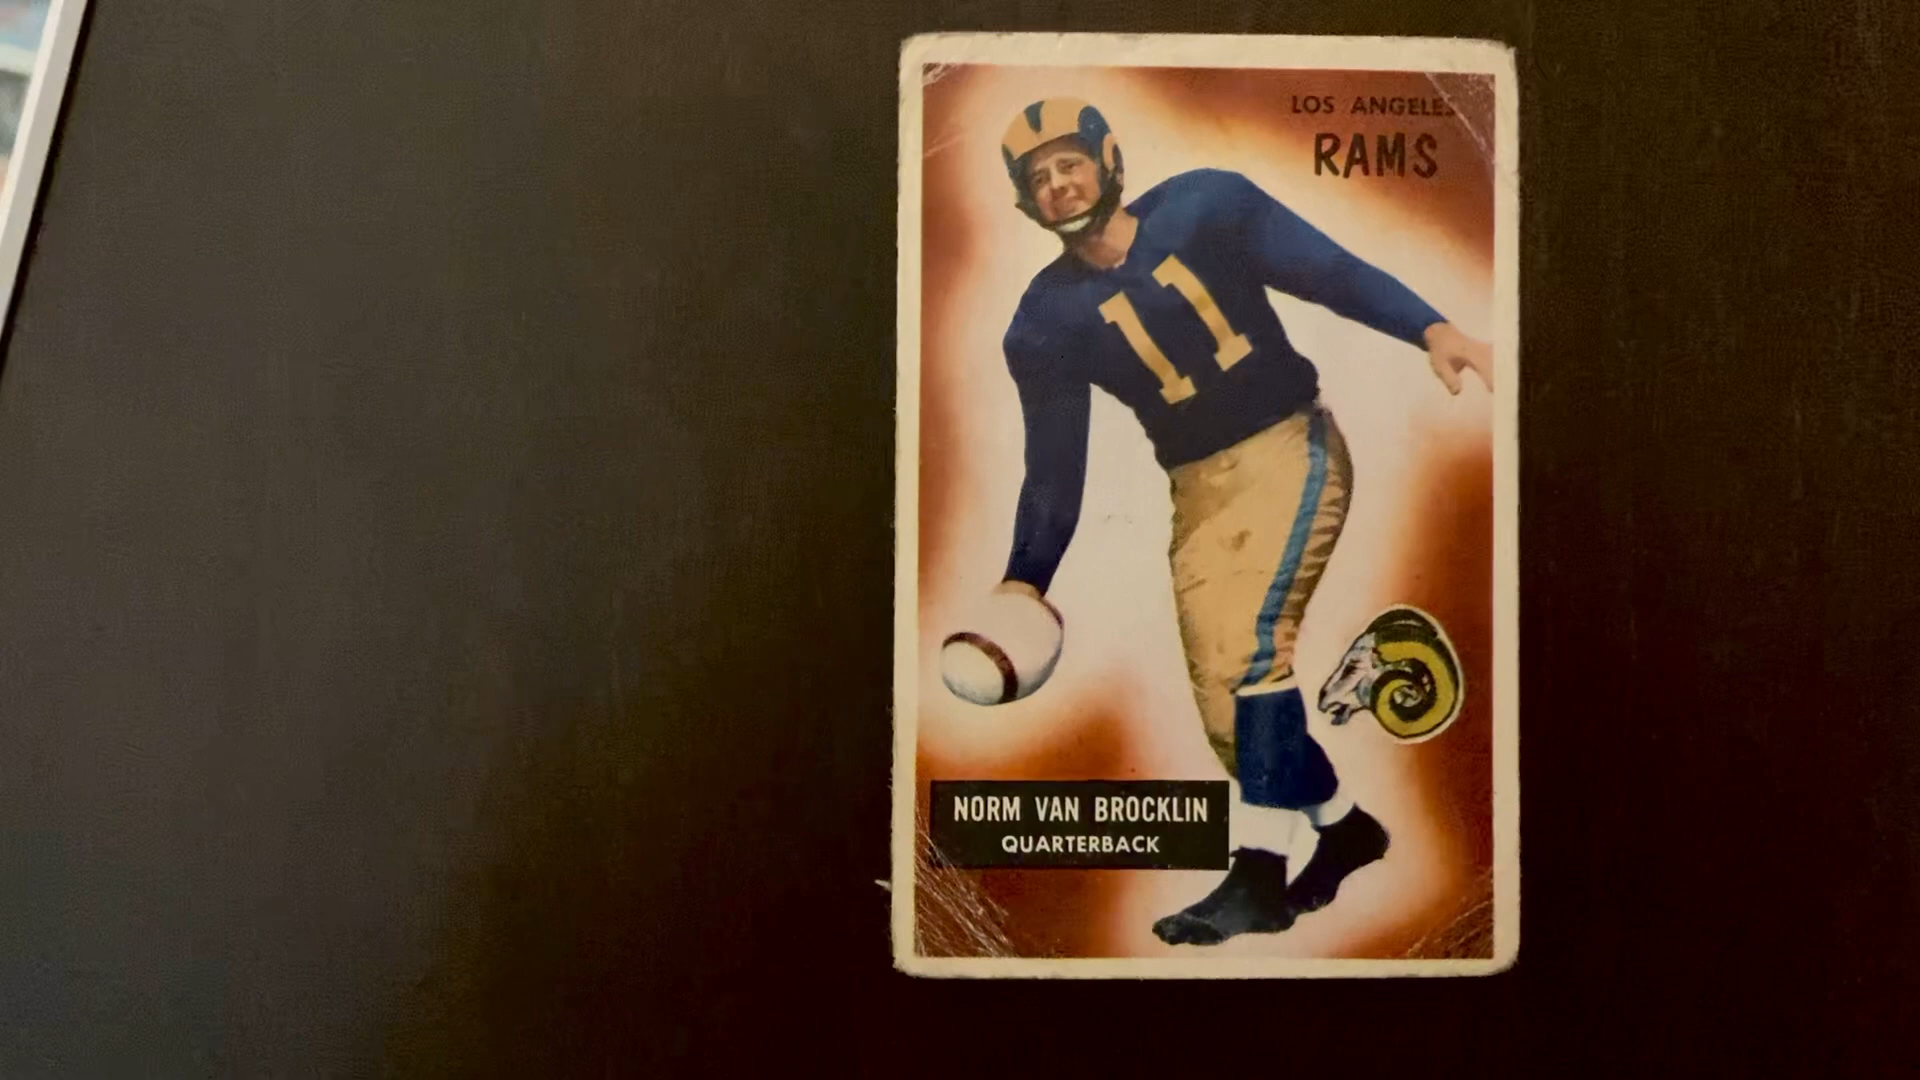 LOS ANGELES
RAMS
11
NORM VAN BROCKLIN
QUARTERBACK